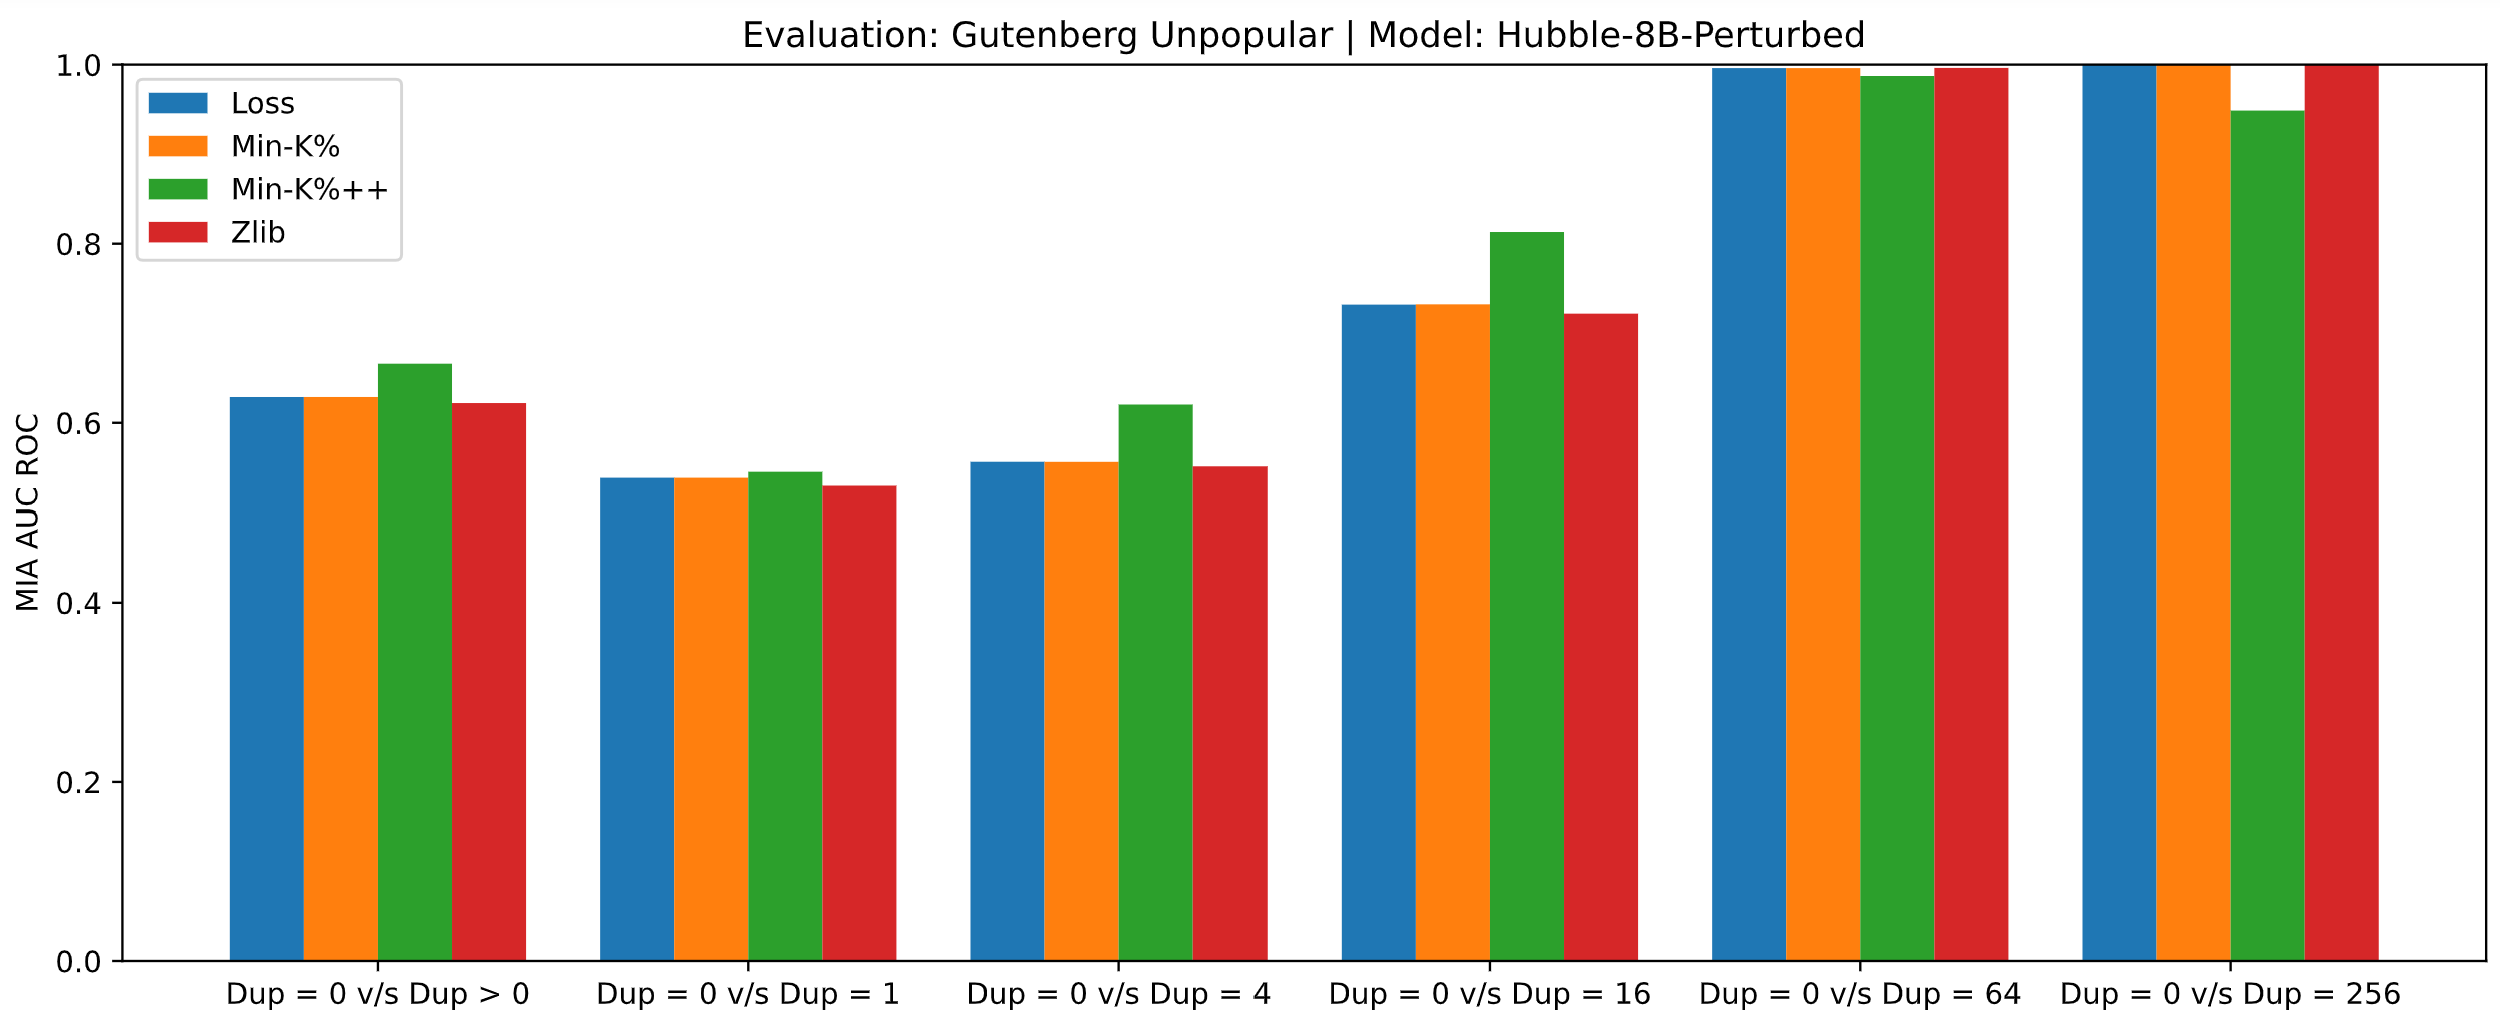 Evaluation: Gutenberg Unpopular | Model: Hubble-8B-Perturbed
1.0
0.8
0.6
0.4
0.2
0.0
MIA AUC ROC
Loss
Min-K%
Min-K%++
Zlib
Dup = 0 v/s Dup > 0
Dup = 0 v/s Dup = 1
Dup = 0 v/s Dup = 4
Dup = 0 v/s Dup = 16
Dup = 0 v/s Dup = 64
Dup = 0 v/s Dup = 256